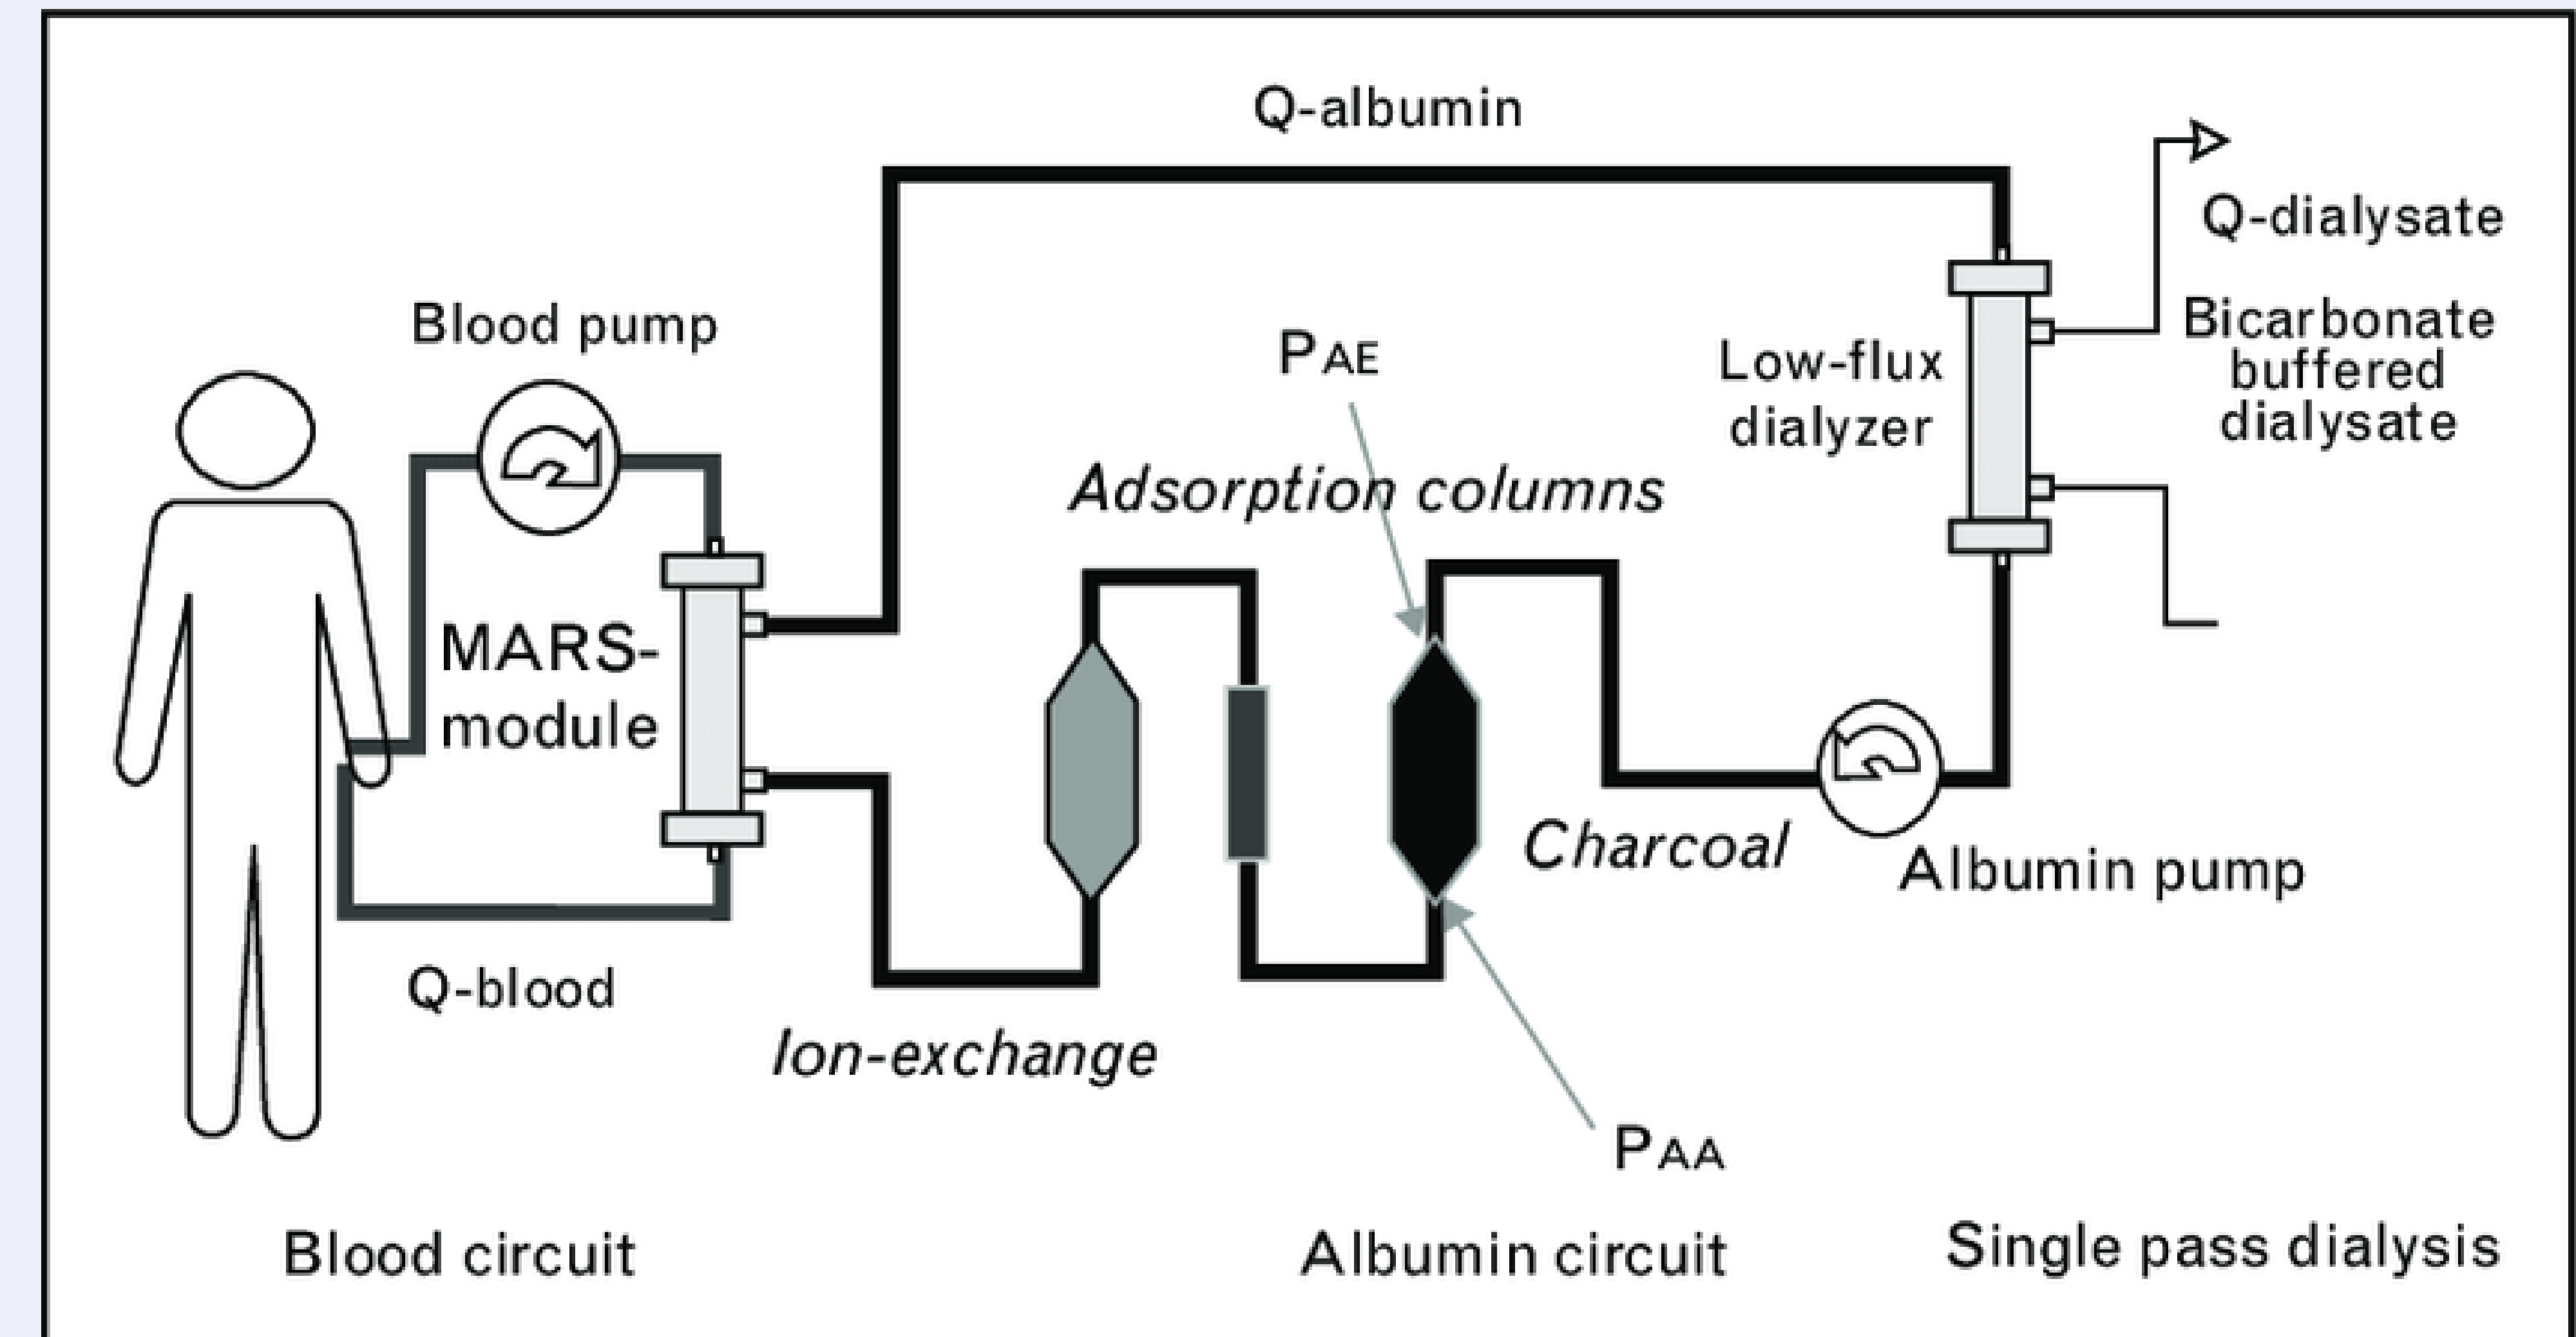 Q-albumin
Q-dialysate
Blood pump
Bicarbonate
buffered
dialysate
PAE
Low-flux
dialyzer
Adsorption columns
MARS-
module
Charcoal
Albumin pump
Q-blood
Ion-exchange
PAA
Blood circuit
Albumin circuit
Single pass dialysis